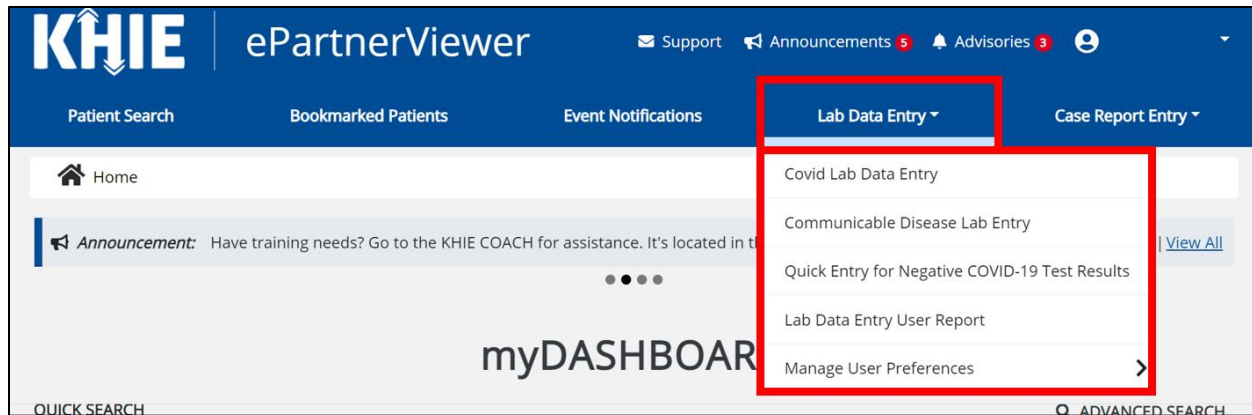 KHIE ePartnerViewer Support Announcements 5 Advisories 3
Patient Search Bookmarked Patients Event Notifications Lab Data Entry Case Report Entry
Home
Covid Lab Data Entry
Announcement: Have training needs? Go to the KHIE COACH for assistance. It's located in | View All
Communicable Disease Lab Entry
Quick Entry for Negative COVID-19 Test Results
Lab Data Entry User Report
myDASHBOAR
Manage User Preferences
QUICK SEARCH ADVANCED SEARCH